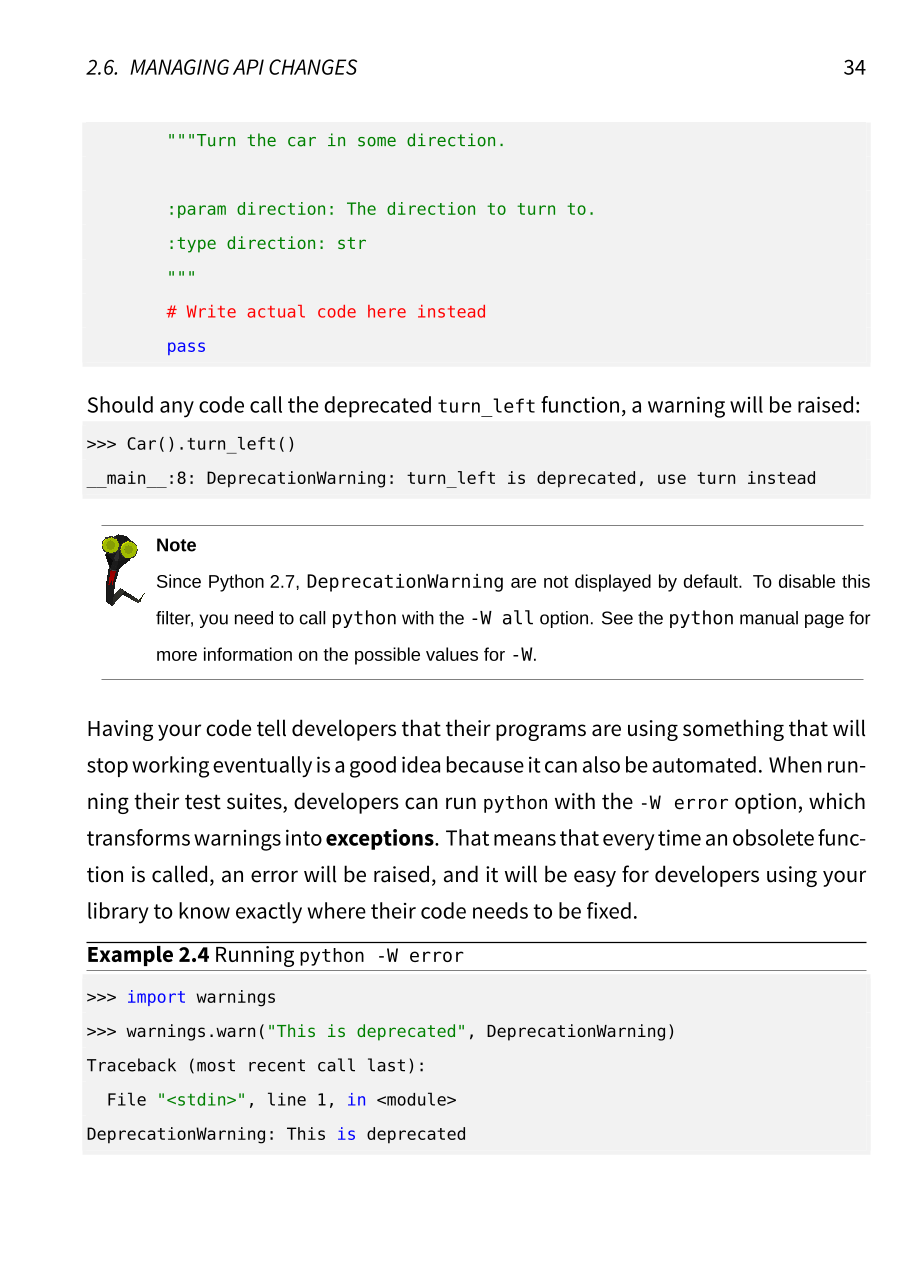 2.6. MANAGING API CHANGES 34
"""Turn the car in some direction.
:param direction: The direction to turn to.
:type direction: str
"""
# Write actual code here instead
pass
Should any code call the deprecated turn_left function, a warning will be raised:
>>> Car().turn_left()
__main__:8: DeprecationWarning: turn_left is deprecated, use turn instead
Note
Since Python 2.7, DeprecationWarning are not displayed by default. To disable this
filter, you need to call python with the -W all option. See the python manual page for
more information on the possible values for -W.
Having your code tell developers that their programs are using something that will
stop working eventually is a good idea because it can also be automated. When run-
ning their test suites, developers can run python with the -W error option, which
transforms warnings into exceptions. That means that every time an obsolete func-
tion is called, an error will be raised, and it will be easy for developers using your
library to know exactly where their code needs to be fixed.
Example 2.4 Running python -W error
>>> import warnings
>>> warnings.warn("This is deprecated", DeprecationWarning)
Traceback (most recent call last):
  File "<stdin>", line 1, in <module>
DeprecationWarning: This is deprecated